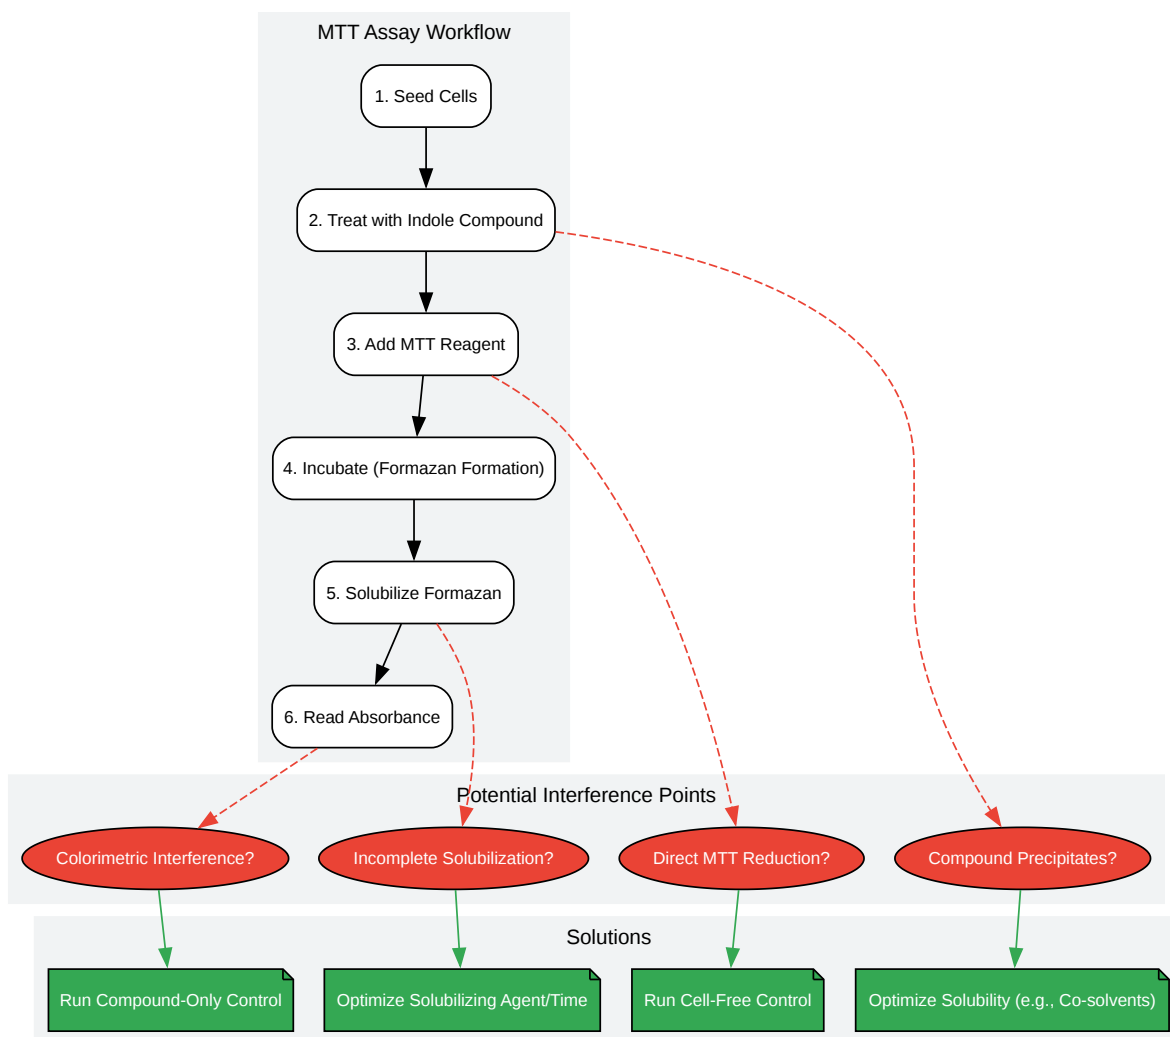 MTT Assay Workflow
1. Seed Cells
2. Treat with Indole Compound
3. Add MTT Reagent
4. Incubate (Formazan Formation)
5. Solubilize Formazan
6. Read Absorbance
Potential Interference Points
Colorimetric Interference?
Incomplete Solubilization?
Direct MTT Reduction?
Compound Precipitates?
Solutions
Run Compound-Only Control
Optimize Solubilizing Agent/Time
Run Cell-Free Control
Optimize Solubility (e.g., Co-solvents)